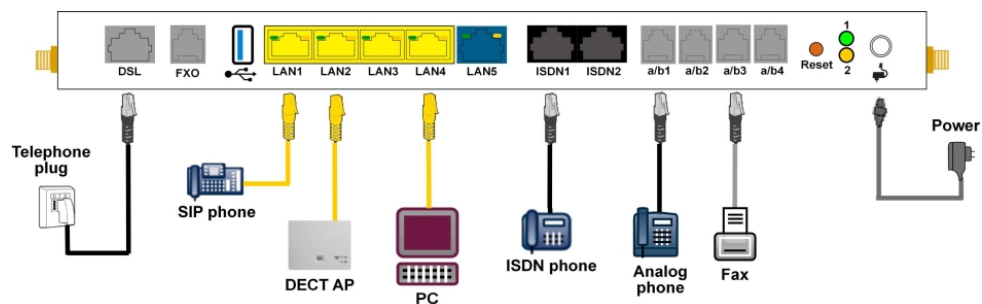 DSL
FXO
LAN1
LAN2
LAN3
LAN4
LAN5
ISDN1
ISDN2
a/b1
a/b2
a/b3
a/b4
Reset
1
2
Telephone
plug
SIP phone
DECT AP
PC
ISDN phone
Analog
phone
Fax
Power